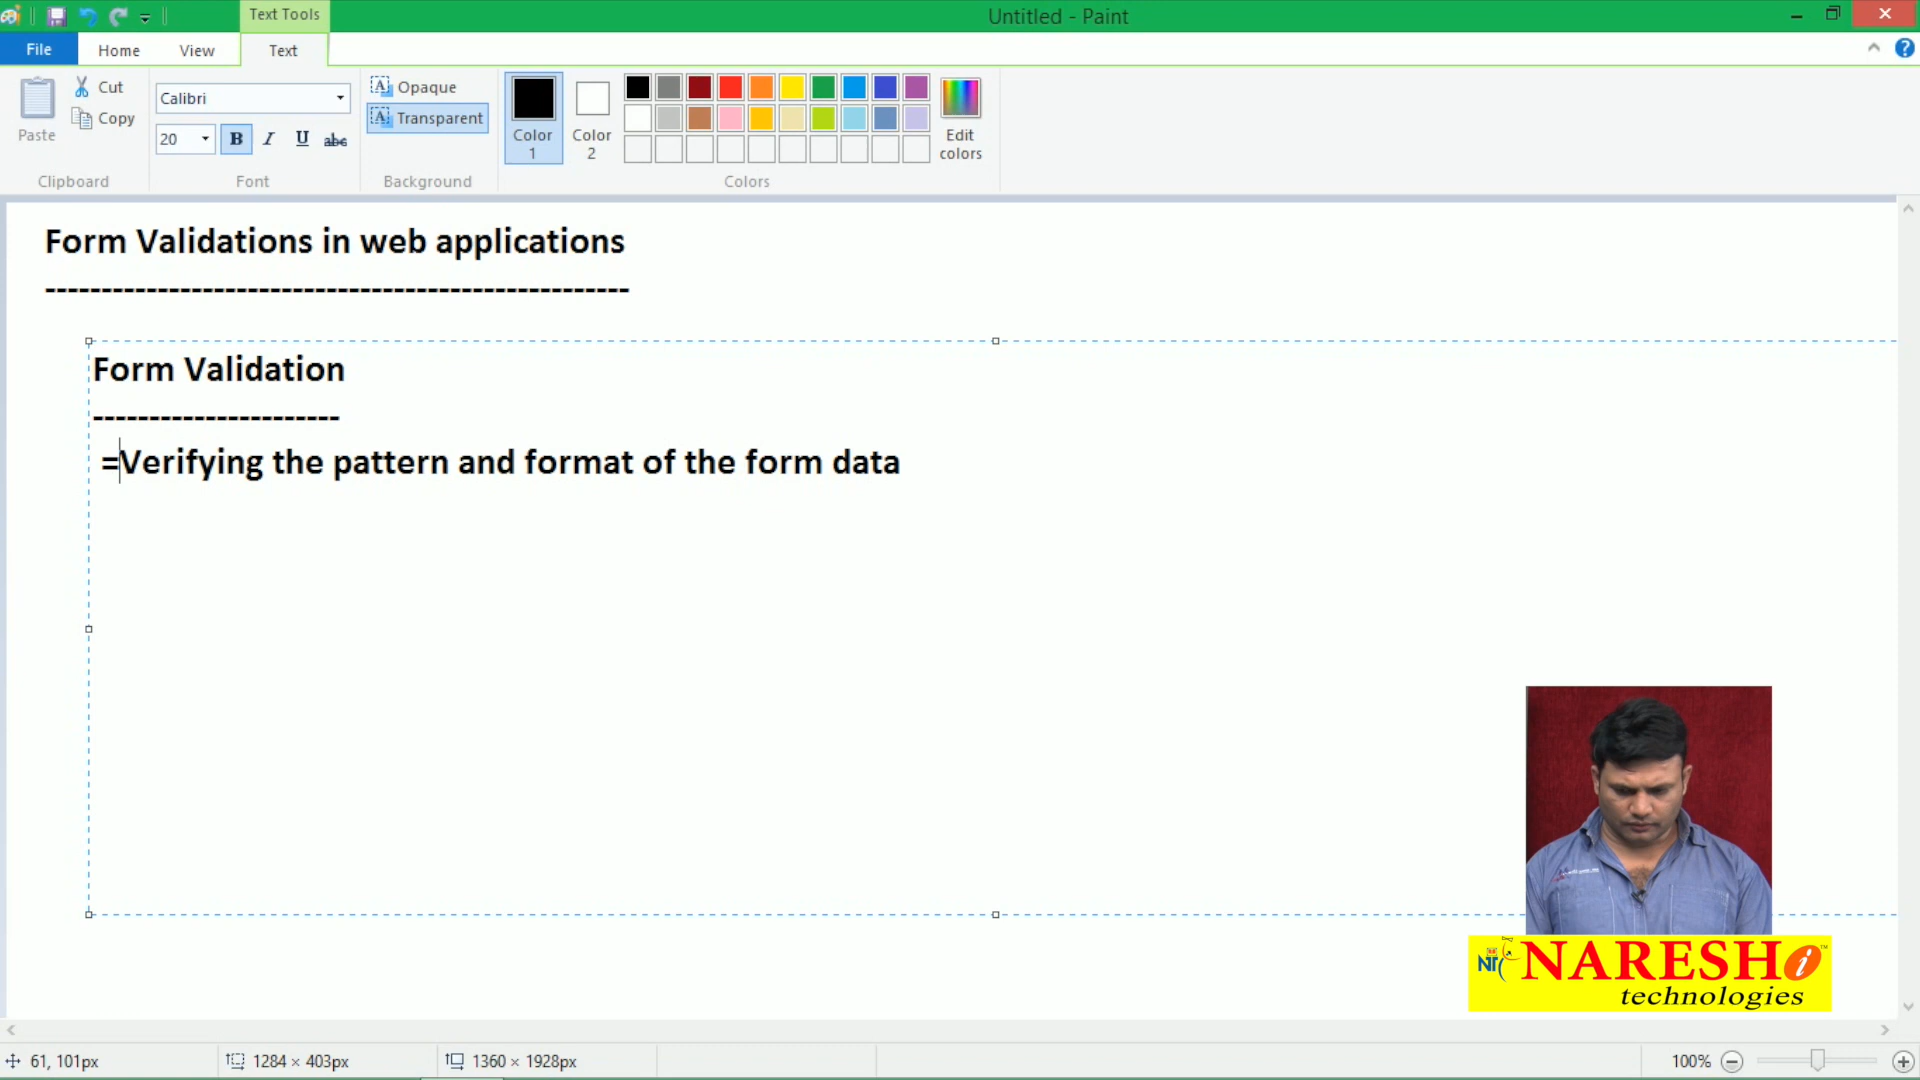 Text Tools
Untitled - Paint
File
Home
View
Text
Paste
Cut
Copy
Clipboard
Calibri
20
B
I
U
abc
Font
Opaque
Transparent
Background
Color
1
Color
2
Edit
colors
Colors
Form Validations in web applications
----------------------------------------------------
Form Validation
----------------------
=Verifying the pattern and format of the form data
NT
NARESH i
technologies
61, 101px
1284 × 403px
1360 × 1928px
100%